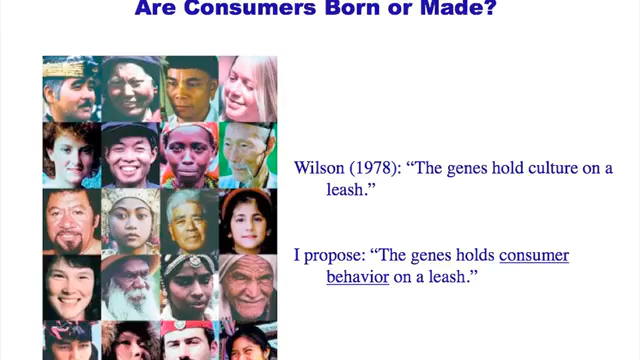 Are Consumers Born or Made?
Wilson (1978): “The genes hold culture on a
leash.”
I propose: “The genes holds consumer
behavior on a leash.”